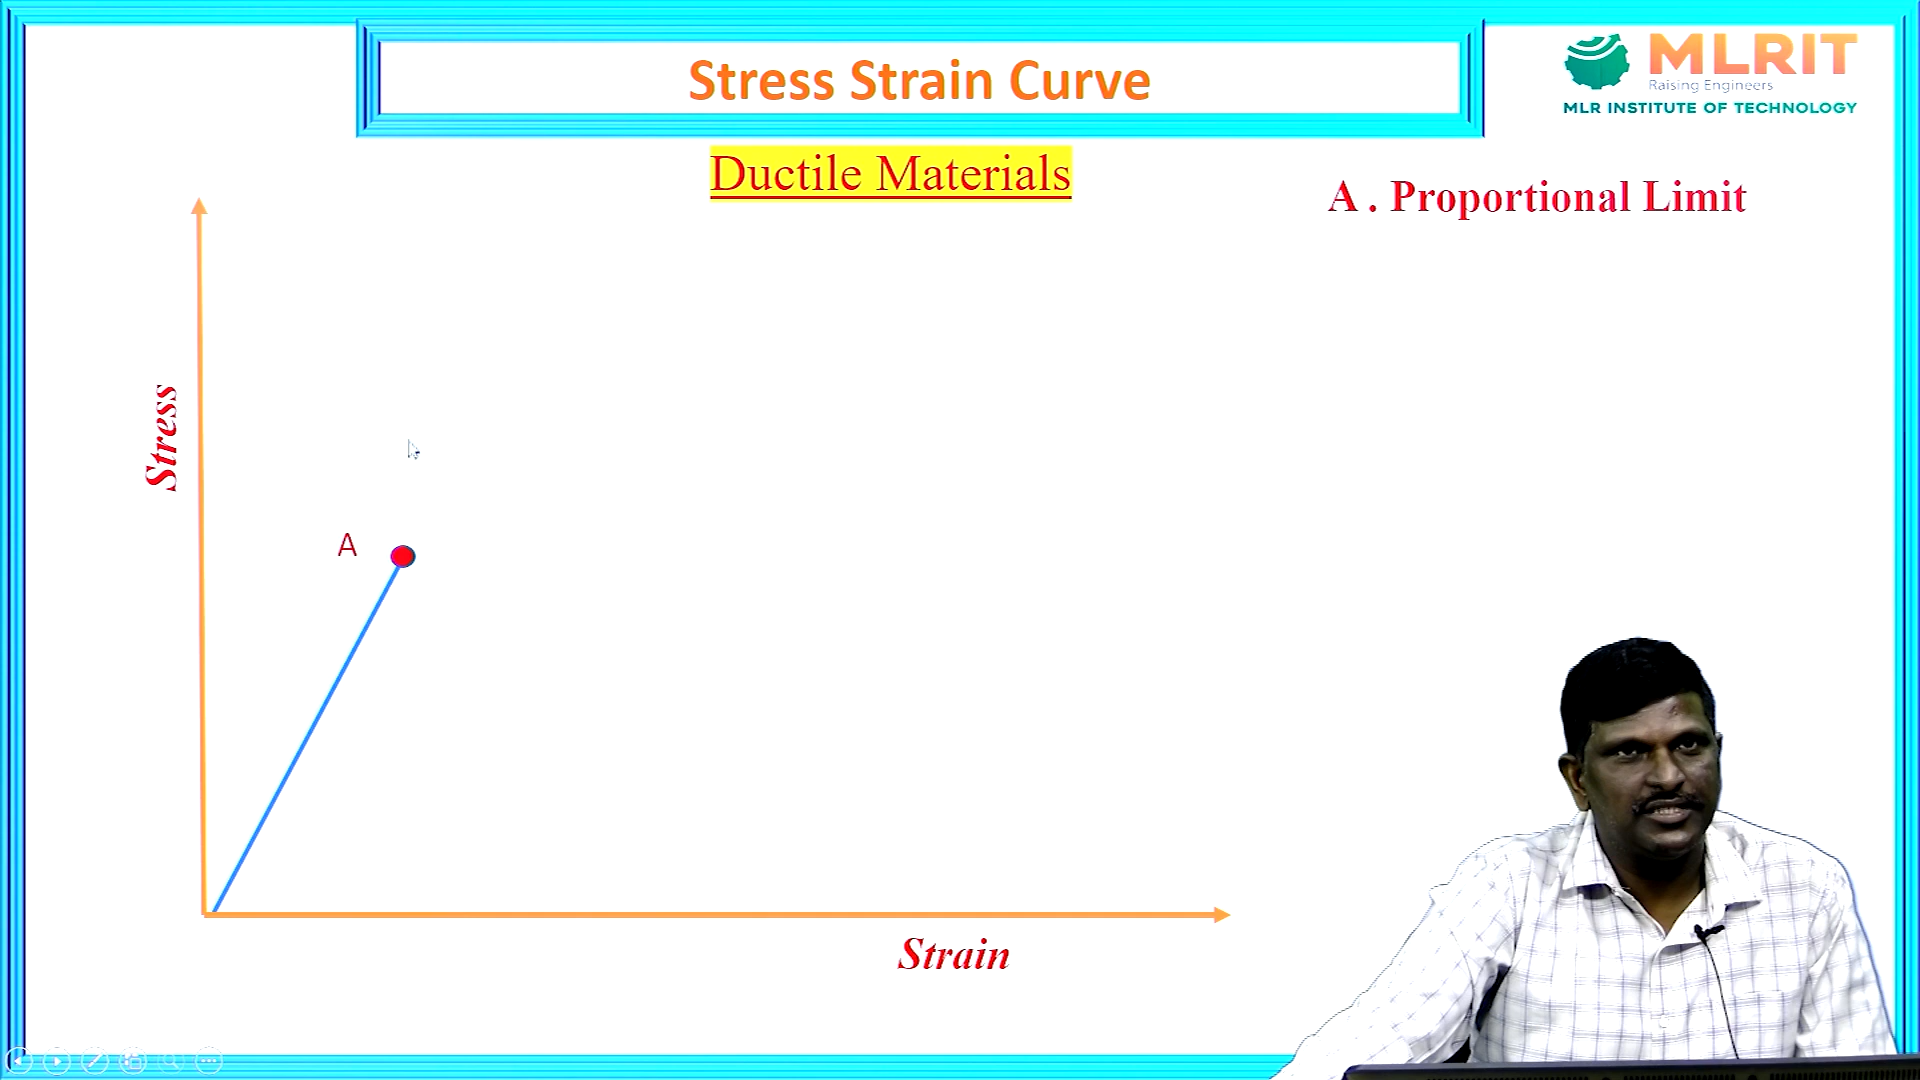 Stress Strain Curve
MLRIT
Raising Engineers
MLR INSTITUTE OF TECHNOLOGY
Ductile Materials
A . Proportional Limit
Stress
A
Strain